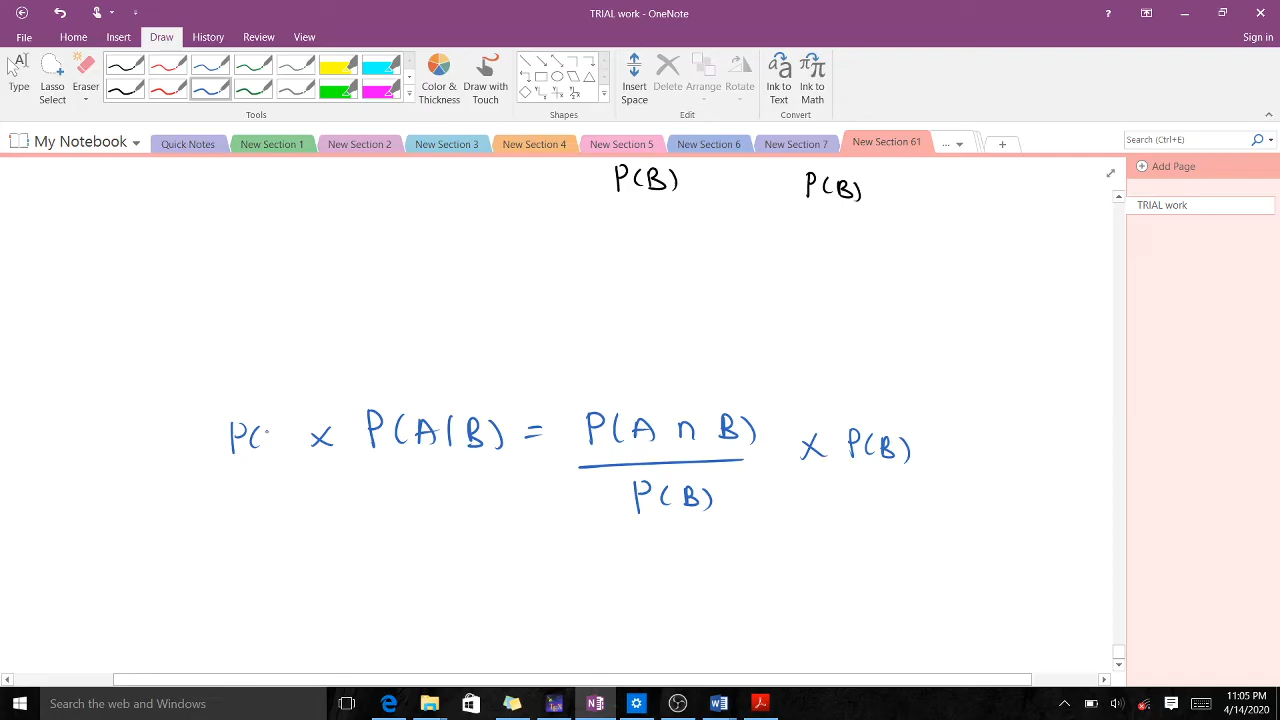 TRIAL work - OneNote
File Home Insert Draw History Review View Sign in
Type Lasso Select Eraser Color & Thickness Draw with Touch Insert Space Delete Arrange Rotate Ink to Text Ink to Math
Tools Shapes Edit Convert
My Notebook Quick Notes New Section 1 New Section 2 New Section 3 New Section 4 New Section 5 New Section 6 New Section 7 New Section 61 ... Search (Ctrl+E)
Add Page
TRIAL work
P(B) P(B)
P( × P(A|B) = P(A ∩ B) × P(B)
P(B)
Search the web and Windows 11:05 PM
4/14/2020